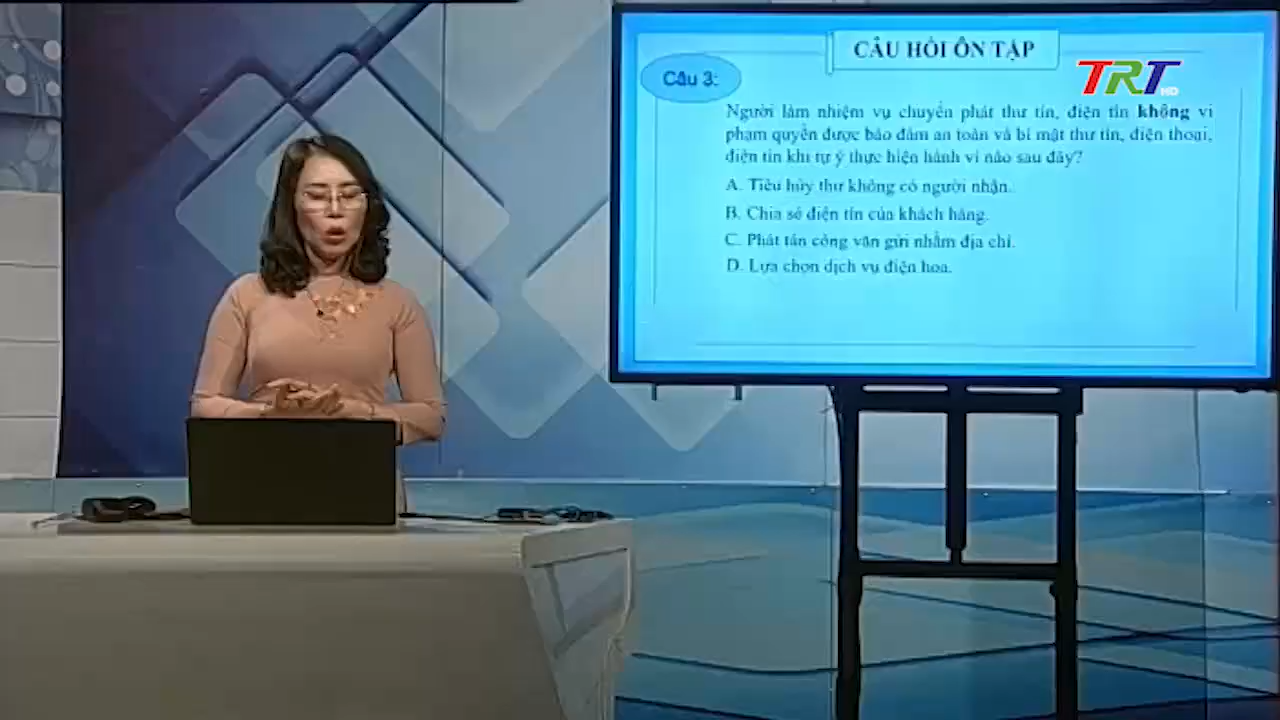 CÂU HỎI ÔN TẬP
TRT HD
Câu 3:
Người làm nhiệm vụ chuyển phát thư tín, điện tín không vi
phạm quyền được bảo đảm an toàn và bí mật thư tín, điện thoại,
điện tín khi tự ý thực hiện hành vi nào sau đây?
A. Tiêu hủy thư không có người nhận.
B. Chia sẻ điện tín của khách hàng.
C. Phát tán công văn gửi nhầm địa chỉ.
D. Lựa chọn dịch vụ điện hoa.